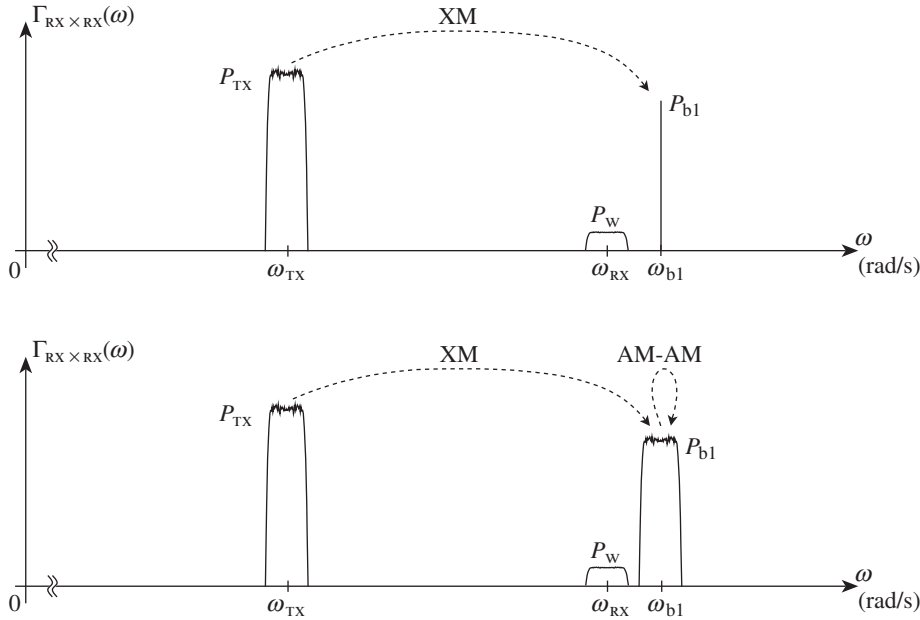 Γ_RX×RX(ω)
XM
P_TX
P_b1
P_W
0
ω_TX
ω_RX
ω_b1
ω
(rad/s)
Γ_RX×RX(ω)
XM
AM-AM
P_TX
P_b1
P_W
0
ω_TX
ω_RX
ω_b1
ω
(rad/s)